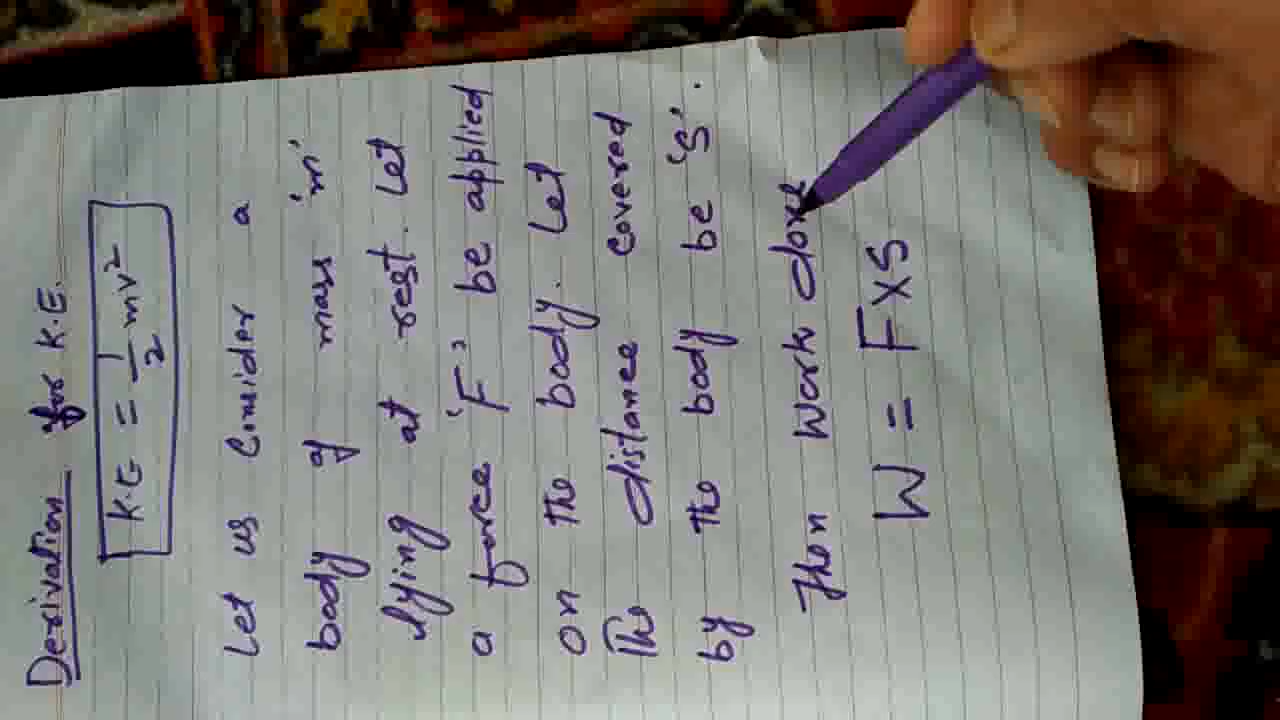 Derivation for K.E.
K.E = 1/2 mv²
Let us Consider a
body of mass 'm'
lying at rest. Let
a force 'F' be applied
on the body. Let
The distance covered
by the body be 'S'.
Then Work done
W = F×S